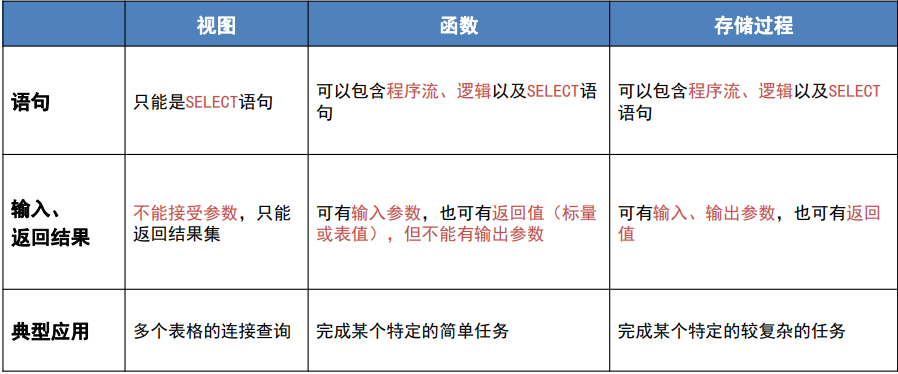 视图 函数 存储过程
语句
只能是SELECT语句
可以包含程序流、逻辑以及SELECT语
句
可以包含程序流、逻辑以及SELECT
语句
输入、
返回结果
不能接受参数，只能
返回结果集
可有输入参数，也可有返回值（标量
或表值），但不能有输出参数
可有输入、输出参数，也可有返回
值
典型应用
多个表格的连接查询
完成某个特定的简单任务
完成某个特定的较复杂的任务